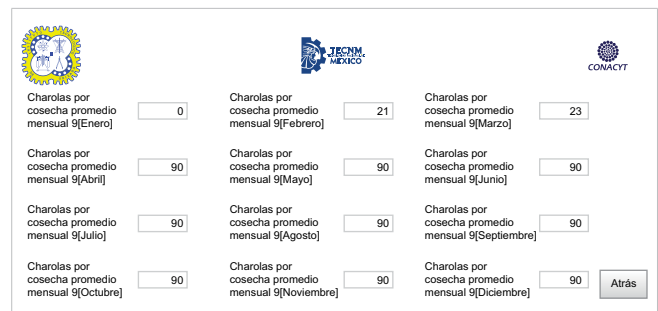 TECNM
MÉXICO
CONACYT
Charolas por
cosecha promedio
mensual 9[Enero]
0
Charolas por
cosecha promedio
mensual 9[Febrero]
21
Charolas por
cosecha promedio
mensual 9[Marzo]
23
Charolas por
cosecha promedio
mensual 9[Abril]
90
Charolas por
cosecha promedio
mensual 9[Mayo]
90
Charolas por
cosecha promedio
mensual 9[Junio]
90
Charolas por
cosecha promedio
mensual 9[Julio]
90
Charolas por
cosecha promedio
mensual 9[Agosto]
90
Charolas por
cosecha promedio
mensual 9[Septiembre]
90
Charolas por
cosecha promedio
mensual 9[Octubre]
90
Charolas por
cosecha promedio
mensual 9[Noviembre]
90
Charolas por
cosecha promedio
mensual 9[Diciembre]
90
Atrás